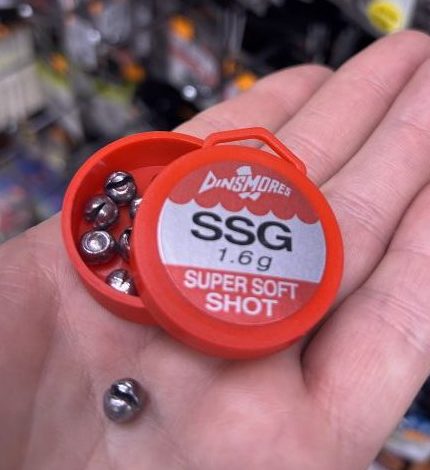 DINSMORES
SSG
1.6g
SUPER SOFT
SHOT